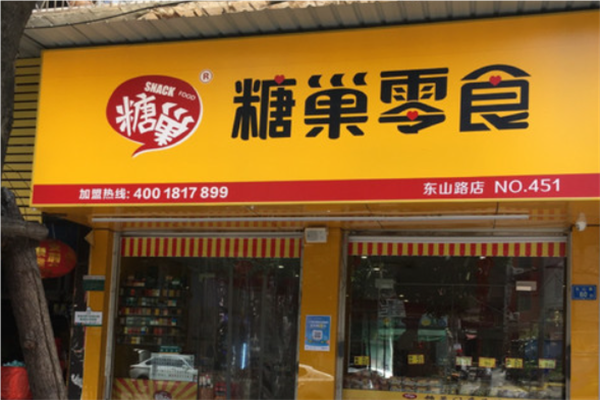 SNACK FOOD
糖巢
®
糖巢零食
加盟热线: 400 1817 899
东山路店 NO.451